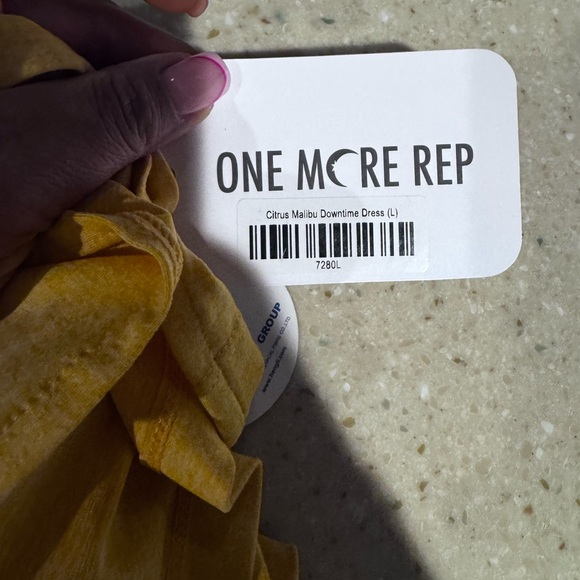 ONE MORE REP
Citrus Malibu Downtime Dress (L)
7280L
GROUP